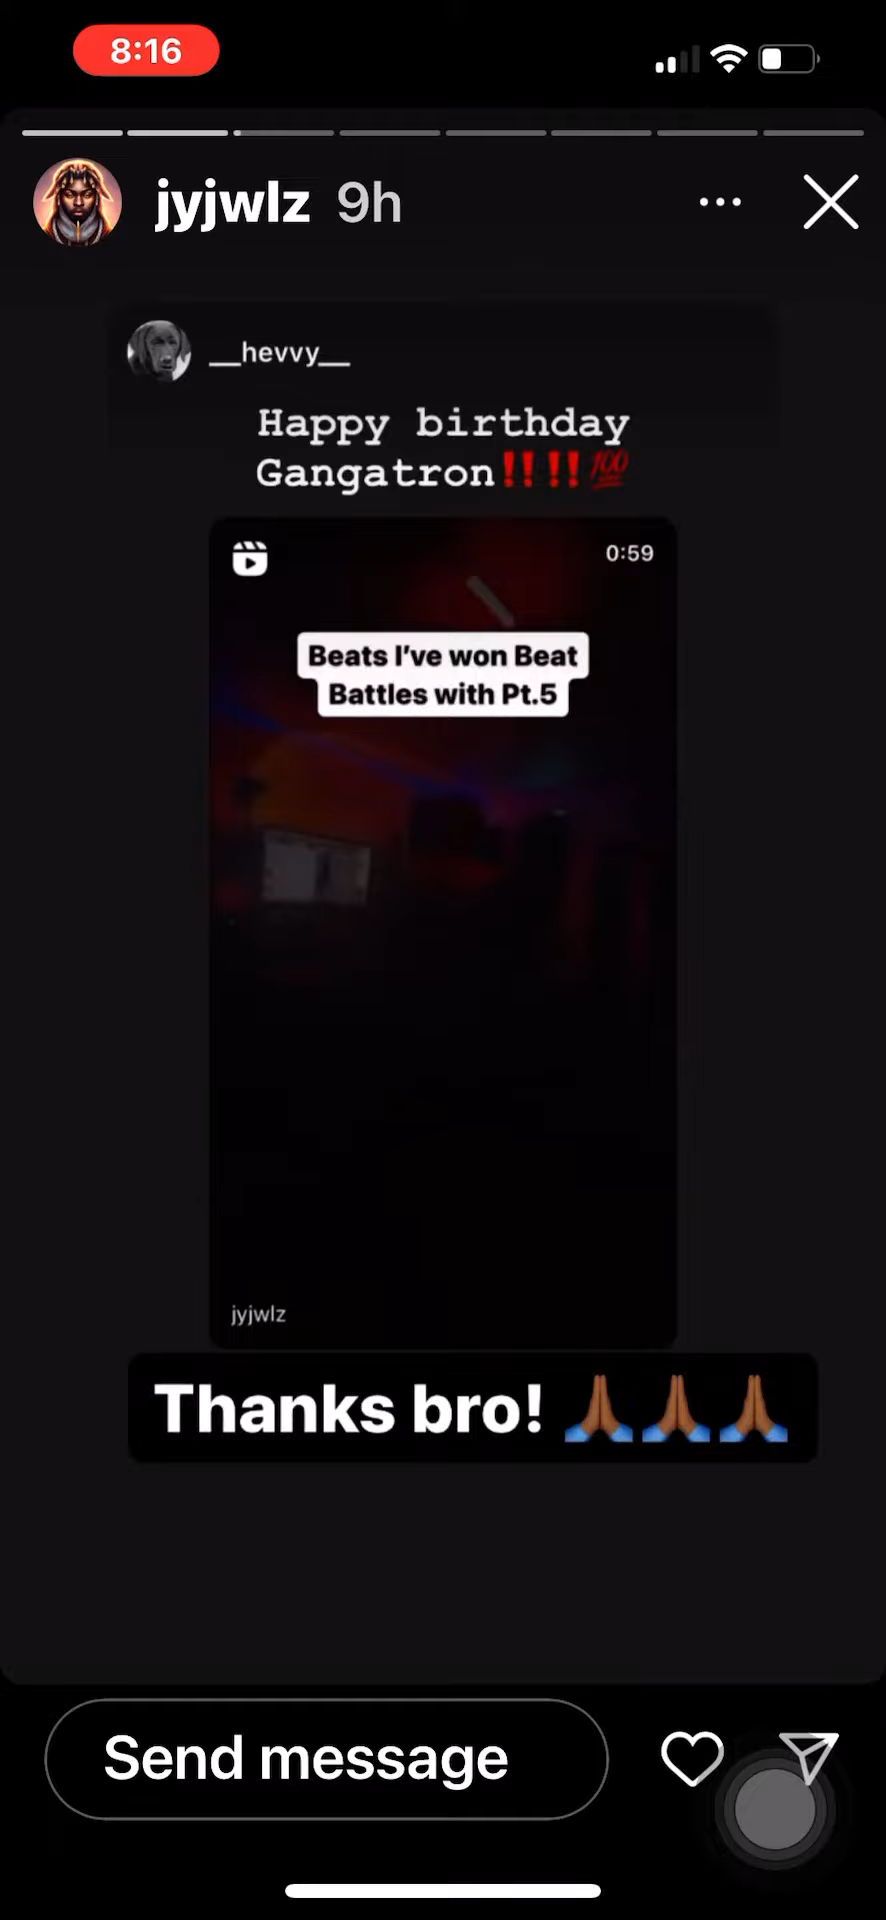 8:16
jyjwlz 9h
__hevvy__
Happy birthday
Gangatron‼️‼️💯
0:59
Beats I’ve won Beat
Battles with Pt.5
jyjwlz
Thanks bro! 🙏🏾🙏🏾🙏🏾
Send message